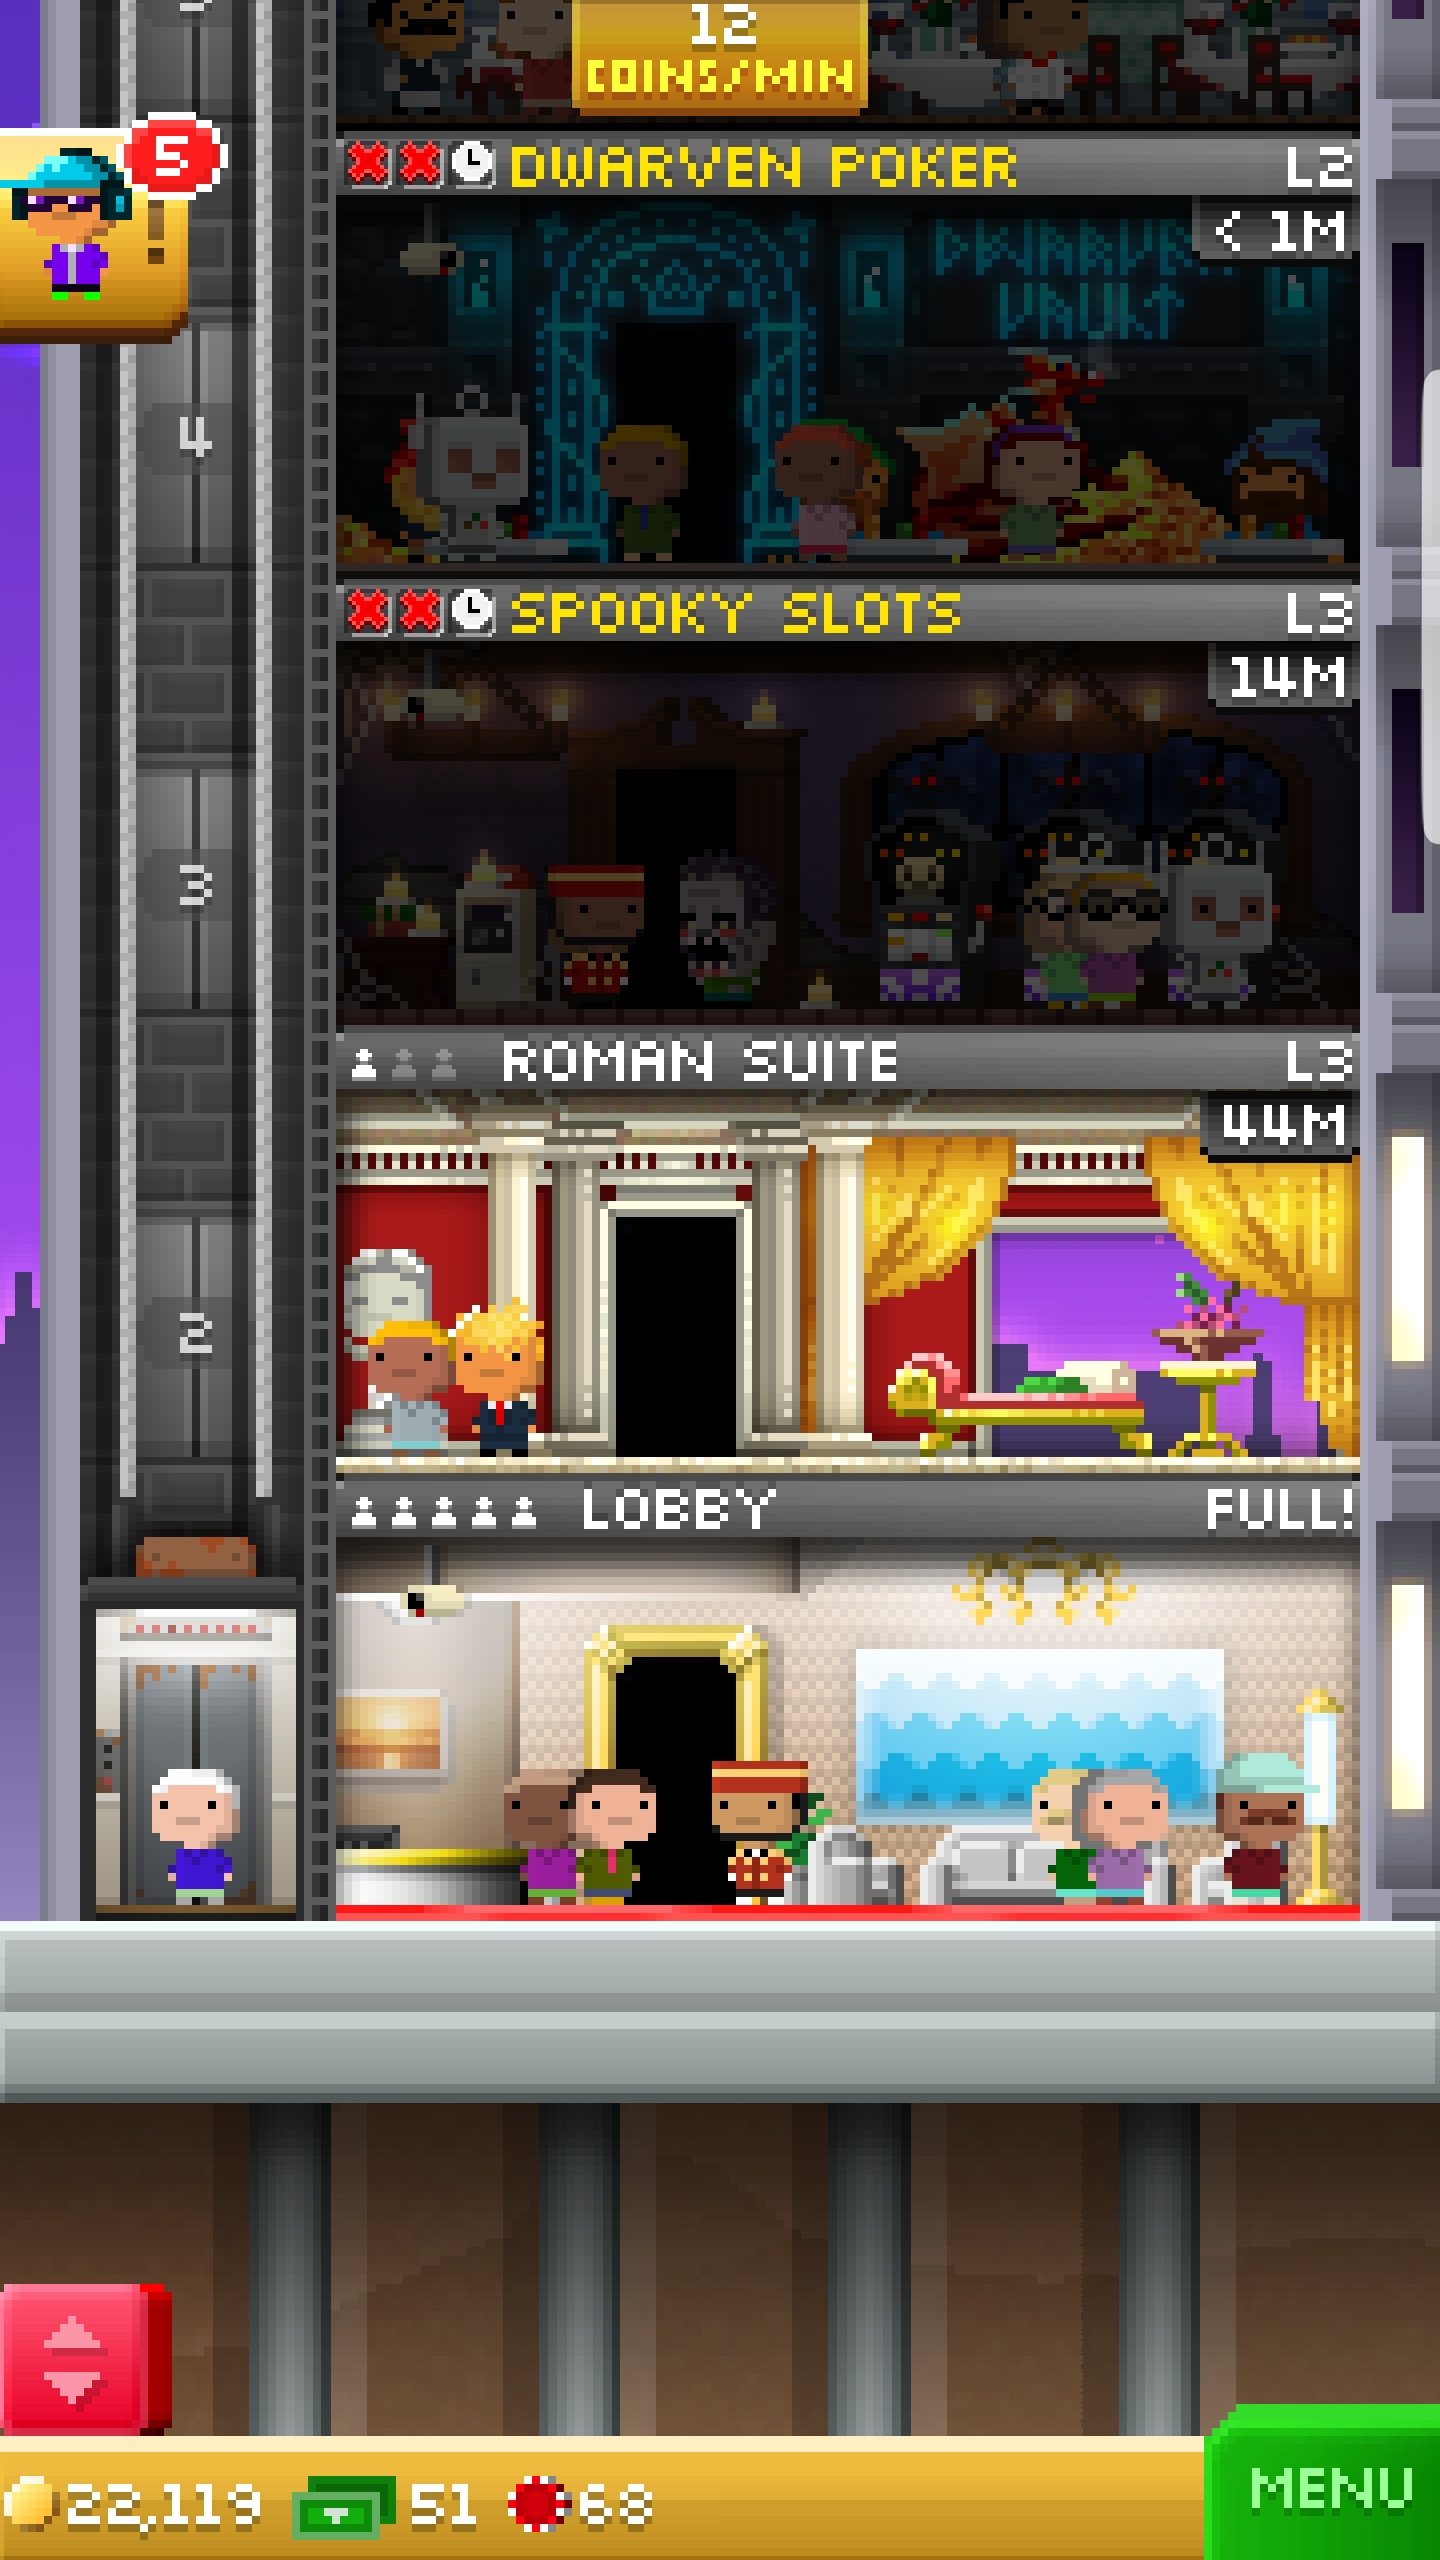 12
COINS/MIN
5
DWARVEN POKER L2
< 1M
4
SPOOKY SLOTS L3
14M
3
ROMAN SUITE L3
44M
2
LOBBY FULL!
22,119 51 68
MENU